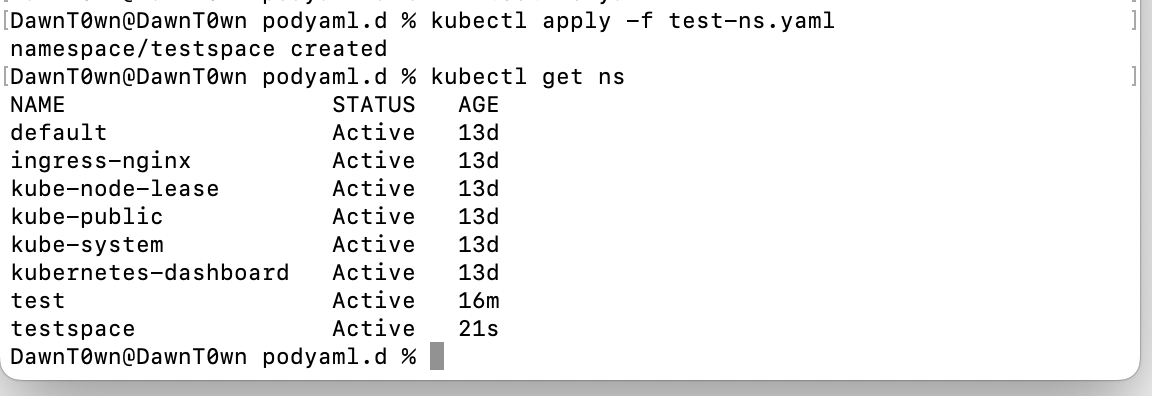 [DawnT0wn@DawnT0wn podyaml.d % kubectl apply -f test-ns.yaml ]
namespace/testspace created
[DawnT0wn@DawnT0wn podyaml.d % kubectl get ns ]
NAME STATUS AGE
default Active 13d
ingress-nginx Active 13d
kube-node-lease Active 13d
kube-public Active 13d
kube-system Active 13d
kubernetes-dashboard Active 13d
test Active 16m
testspace Active 21s
DawnT0wn@DawnT0wn podyaml.d %